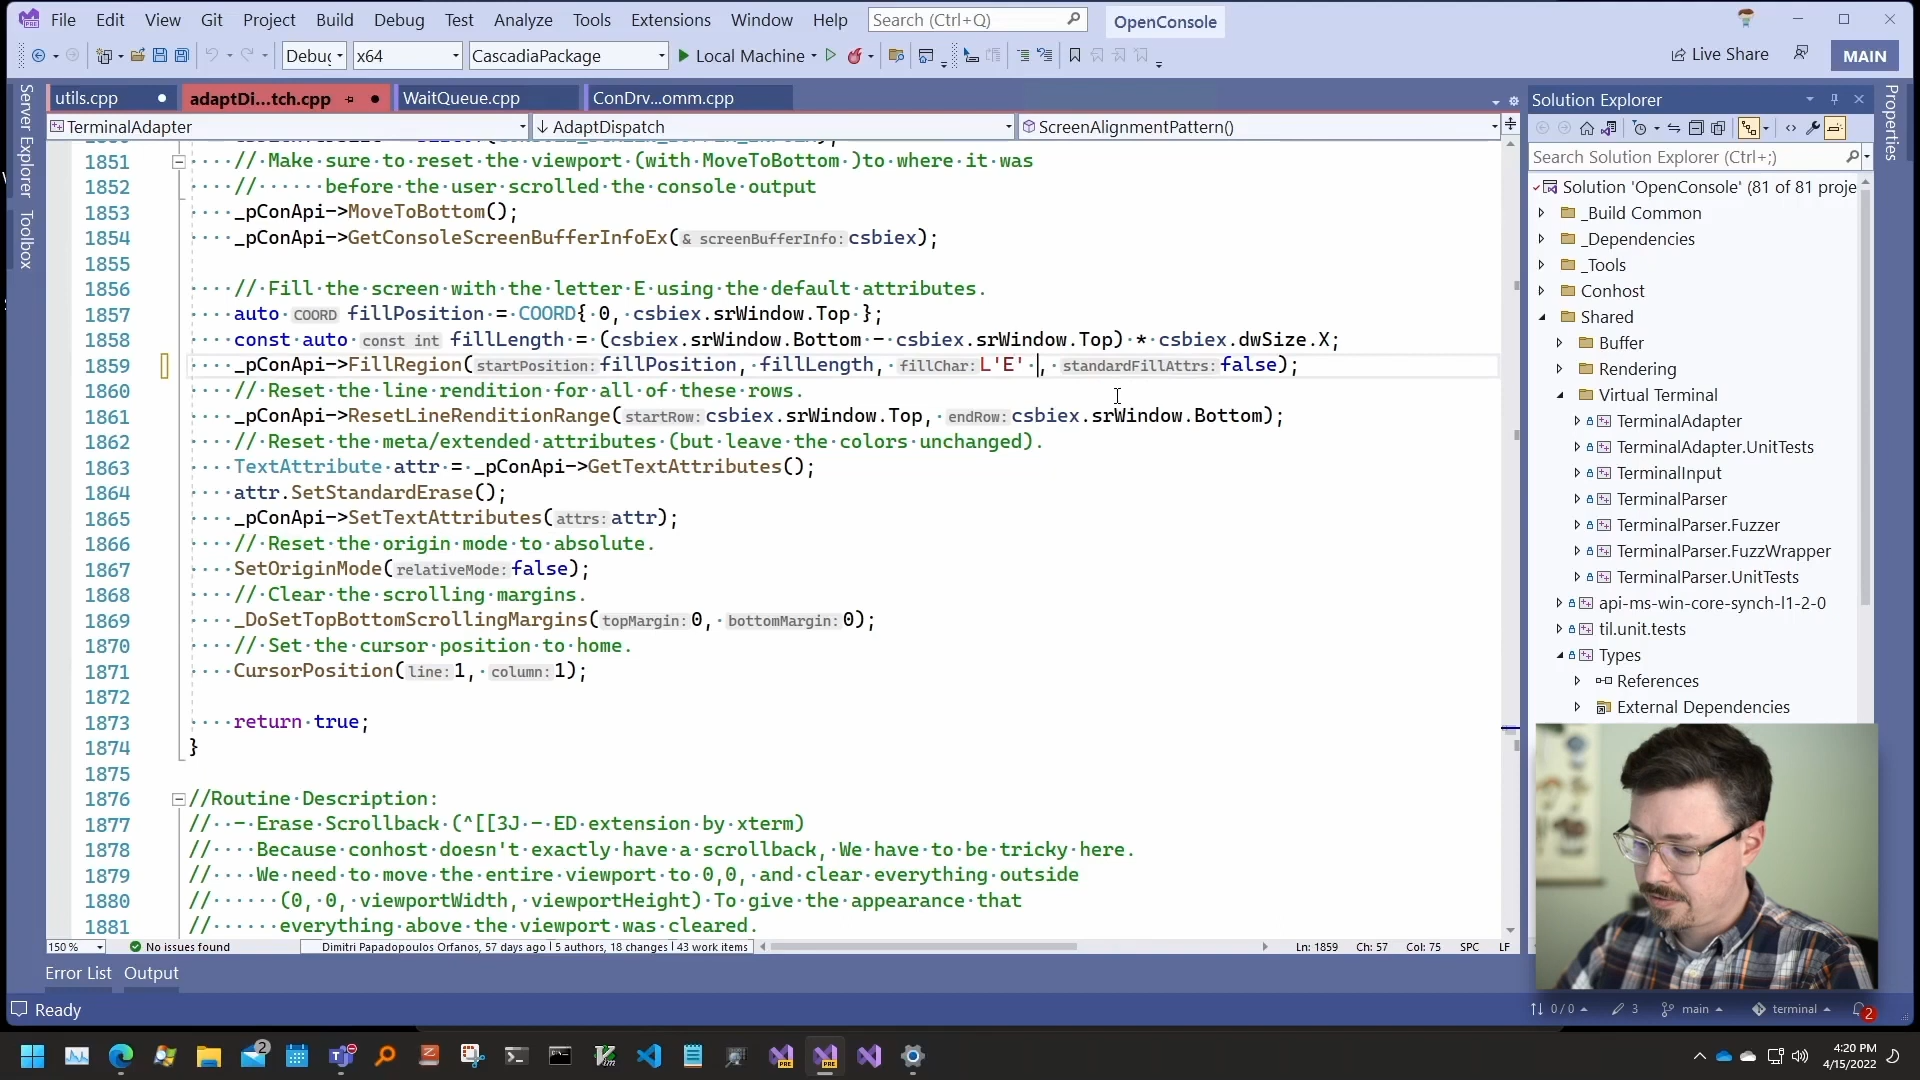 File Edit View Git Project Build Debug Test Analyze Tools Extensions Window Help Search (Ctrl+Q) OpenConsole
Debug x64 CascadiaPackage Local Machine Live Share MAIN
utils.cpp adaptDi...tch.cpp WaitQueue.cpp ConDrv...omm.cpp
TerminalAdapter AdaptDispatch ScreenAlignmentPattern()
1851 // Make sure to reset the viewport (with MoveToBottom )to where it was
1852 // before the user scrolled the console output
1853 _pConApi->MoveToBottom();
1854 _pConApi->GetConsoleScreenBufferInfoEx(& screenBufferInfo: csbiex);
1855
1856 // Fill the screen with the letter E using the default attributes.
1857 auto COORD fillPosition = COORD{ 0, csbiex.srWindow.Top };
1858 const auto const int fillLength = (csbiex.srWindow.Bottom - csbiex.srWindow.Top) * csbiex.dwSize.X;
1859 _pConApi->FillRegion(startPosition: fillPosition, fillLength, fillChar: L'E' , standardFillAttrs: false);
1860 // Reset the line rendition for all of these rows.
1861 _pConApi->ResetLineRenditionRange(startRow: csbiex.srWindow.Top, endRow: csbiex.srWindow.Bottom);
1862 // Reset the meta/extended attributes (but leave the colors unchanged).
1863 TextAttribute attr = _pConApi->GetTextAttributes();
1864 attr.SetStandardErase();
1865 _pConApi->SetTextAttributes(attrs: attr);
1866 // Reset the origin mode to absolute.
1867 SetOriginMode(relativeMode: false);
1868 // Clear the scrolling margins.
1869 _DoSetTopBottomScrollingMargins(topMargin: 0, bottomMargin: 0);
1870 // Set the cursor position to home.
1871 CursorPosition(line: 1, column: 1);
1872
1873 return true;
1874 }
1875
1876 //Routine Description:
1877 // - Erase Scrollback (^[[3J - ED extension by xterm)
1878 // Because conhost doesn't exactly have a scrollback, We have to be tricky here.
1879 // We need to move the entire viewport to 0,0, and clear everything outside
1880 // (0, 0, viewportWidth, viewportHeight) To give the appearance that
1881 // everything above the viewport was cleared.
150 % No issues found Dimitri Papadopoulos Orfanos, 57 days ago | 5 authors, 18 changes | 43 work items Ln: 1859 Ch: 57 Col: 75 SPC LF
Error List Output
Ready 0 / 0 3 main terminal 2
Server Explorer
Toolbox
Solution Explorer
Search Solution Explorer (Ctrl+;)
Solution 'OpenConsole' (81 of 81 proje
_Build Common
_Dependencies
_Tools
Conhost
Shared
Buffer
Rendering
Virtual Terminal
TerminalAdapter
TerminalAdapter.UnitTests
TerminalInput
TerminalParser
TerminalParser.Fuzzer
TerminalParser.FuzzWrapper
TerminalParser.UnitTests
api-ms-win-core-synch-l1-2-0
til.unit.tests
Types
References
External Dependencies
Properties
2
4:20 PM
4/15/2022